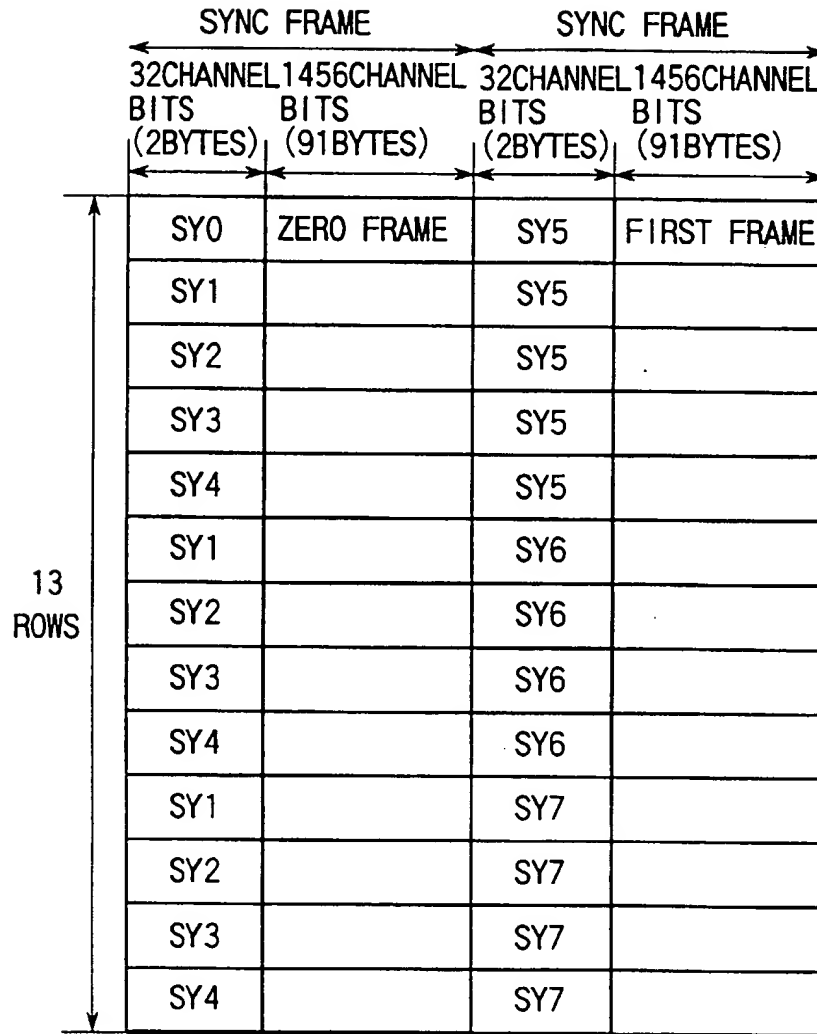 SYNC FRAME SYNC FRAME
32CHANNEL 1456CHANNEL 32CHANNEL 1456CHANNEL
BITS BITS BITS BITS
(2BYTES) (91BYTES) (2BYTES) (91BYTES)
SY0 ZERO FRAME SY5 FIRST FRAME
SY1 SY5
SY2 SY5
SY3 SY5
SY4 SY5
SY1 SY6
13
ROWS
SY2 SY6
SY3 SY6
SY4 SY6
SY1 SY7
SY2 SY7
SY3 SY7
SY4 SY7